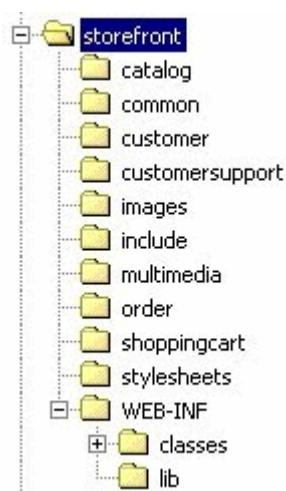 storefront
catalog
common
customer
customersupport
images
include
multimedia
order
shoppingcart
stylesheets
WEB-INF
classes
lib